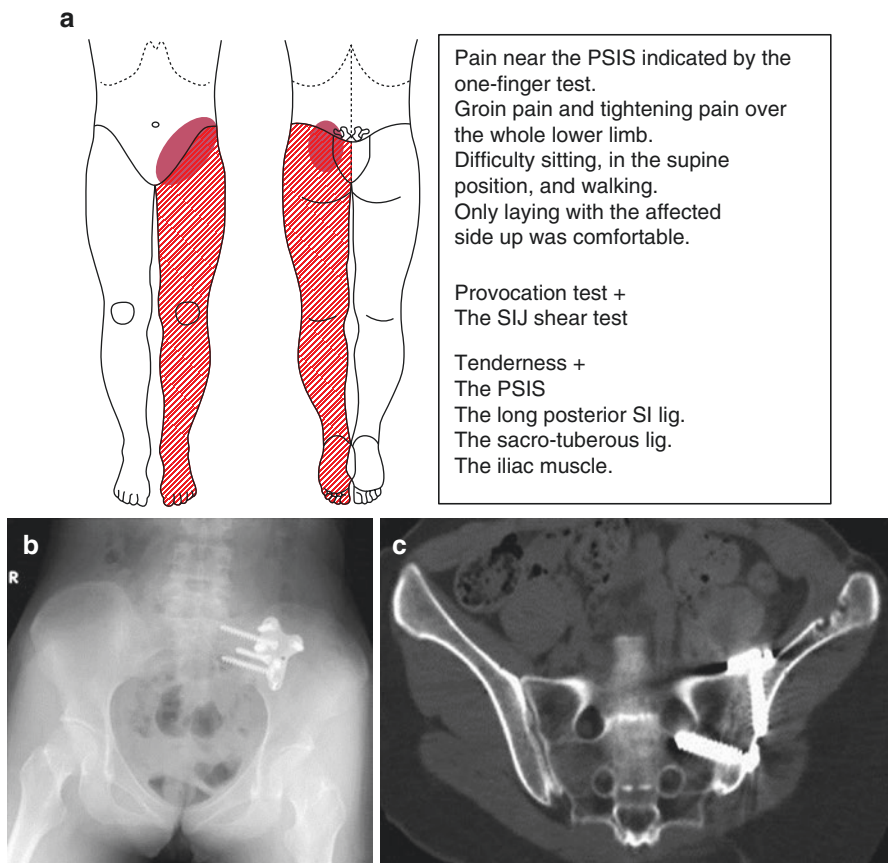 a
Pain near the PSIS indicated by the
one-finger test.
Groin pain and tightening pain over
the whole lower limb.
Difficulty sitting, in the supine
position, and walking.
Only laying with the affected
side up was comfortable.
Provocation test +
The SIJ shear test
Tenderness +
The PSIS
The long posterior SI lig.
The sacro-tuberous lig.
The iliac muscle.
b
R
c